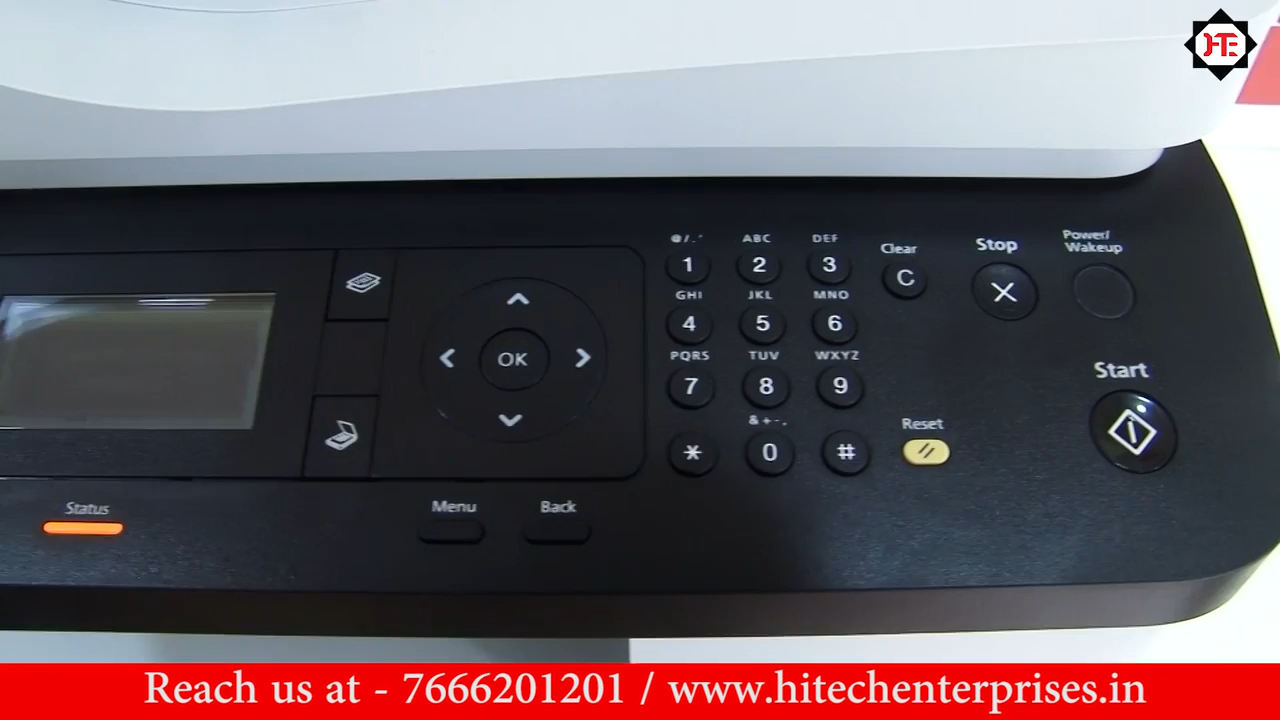 HE
@/.*
ABC
DEF
1
2
3
Clear
C
Stop
Power/
Wakeup
GHI
JKL
MNO
4
5
6
OK
PQRS
TUV
WXYZ
7
8
9
Start
&+-,
*
0
#
Reset
Status
Menu
Back
Reach us at - 7666201201 / www.hitechenterprises.in